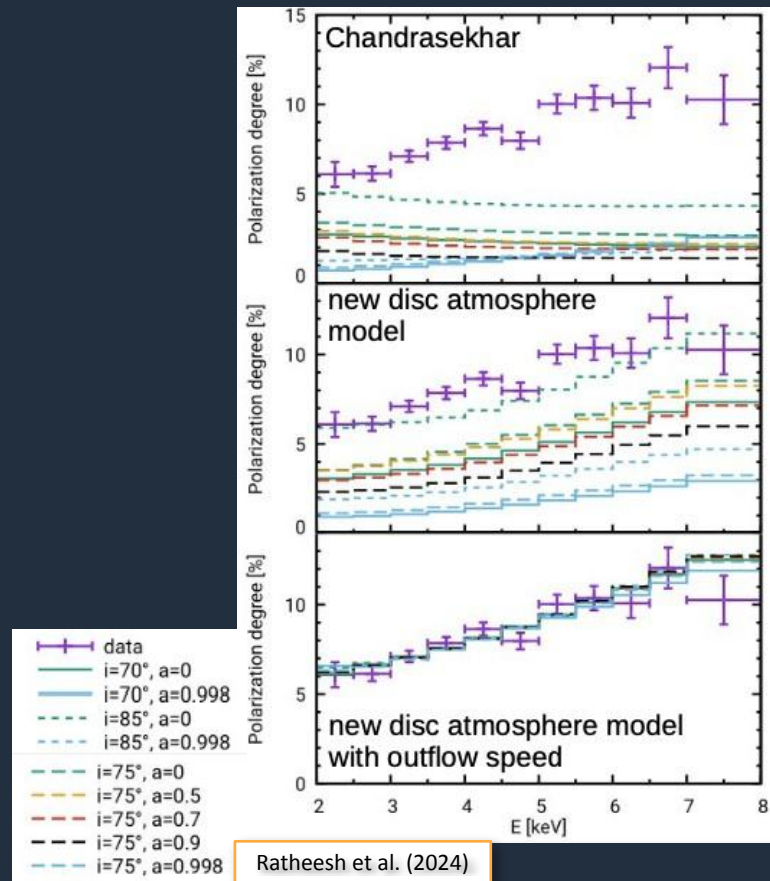 Chandrasekhar
15
10
5
0
Polarization degree [%]
new disc atmosphere
model
10
5
0
Polarization degree [%]
10
5
0
Polarization degree [%]
new disc atmosphere model
with outflow speed
2 3 4 5 6 7 8
E [keV]
data
i=70°, a=0
i=70°, a=0.998
i=85°, a=0
i=85°, a=0.998
i=75°, a=0
i=75°, a=0.5
i=75°, a=0.7
i=75°, a=0.9
i=75°, a=0.998
Ratheesh et al. (2024)